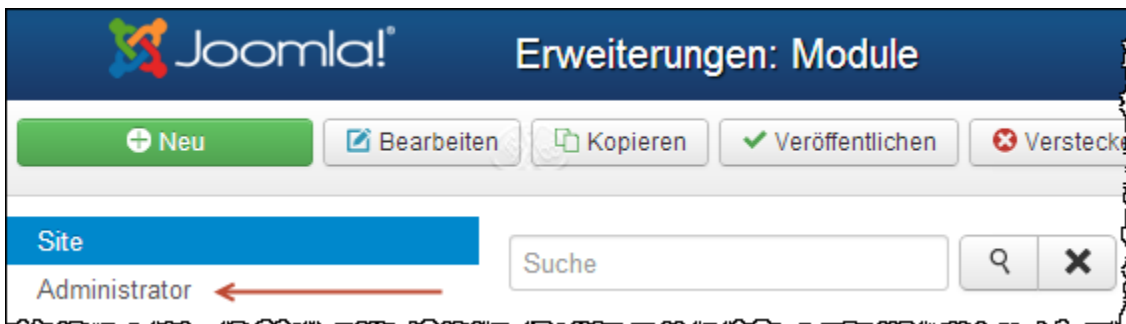 Joomla!® Erweiterungen: Module
Neu Bearbeiten Kopieren Veröffentlichen
Site
Suche
Administrator